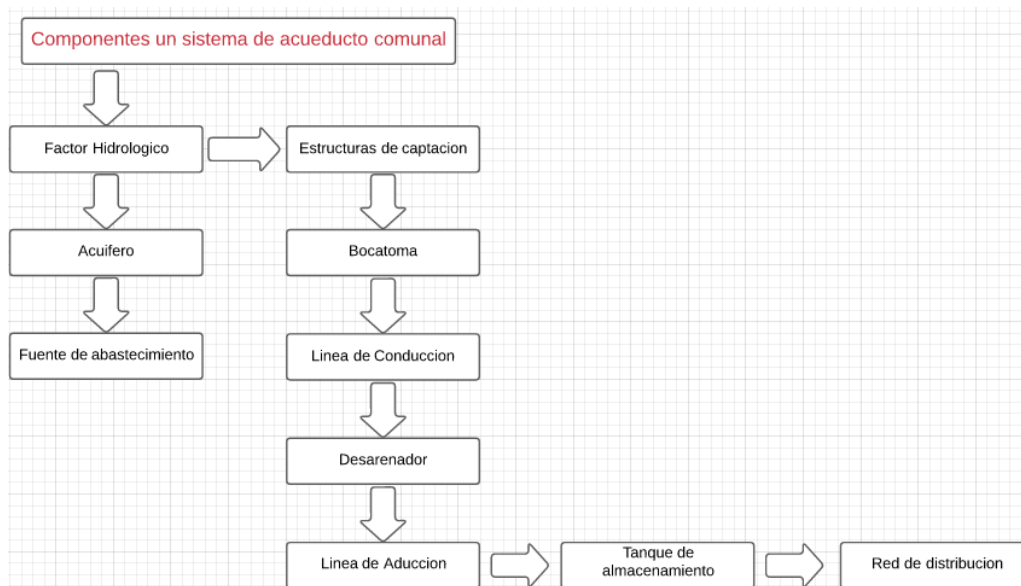 Componentes un sistema de acueducto comunal
Factor Hidrologico
Estructuras de captacion
Acuifero
Bocatoma
Fuente de abastecimiento
Linea de Conduccion
Desarenador
Linea de Aduccion
Tanque de
almacenamiento
Red de distribucion